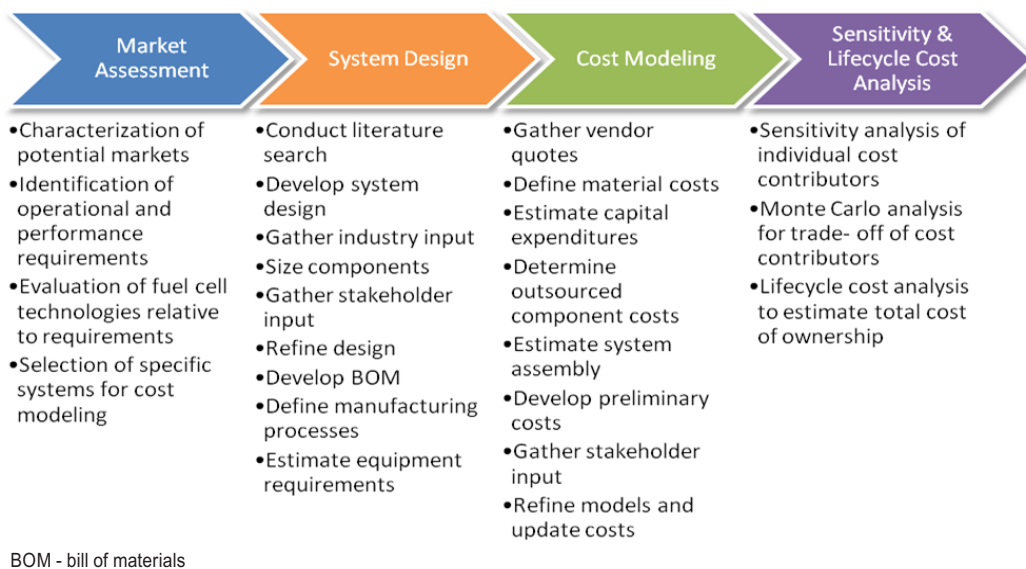 Market
Assessment
•Characterization of
potential markets
•Identification of
operational and
performance
requirements
•Evaluation of fuel cell
technologies relative
to requirements
•Selection of specific
systems for cost
modeling
System Design
•Conduct literature
search
•Develop system
design
•Gather industry input
•Size components
•Gather stakeholder
input
•Refine design
•Develop BOM
•Define manufacturing
processes
•Estimate equipment
requirements
Cost Modeling
•Gather vendor
quotes
•Define material costs
•Estimate capital
expenditures
•Determine
outsourced
component costs
•Estimate system
assembly
•Develop preliminary
costs
•Gather stakeholder
input
•Refine models and
update costs
Sensitivity &
Lifecycle Cost
Analysis
•Sensitivity analysis of
individual cost
contributors
•Monte Carlo analysis
for trade- off of cost
contributors
•Lifecycle cost analysis
to estimate total cost
of ownership
BOM - bill of materials